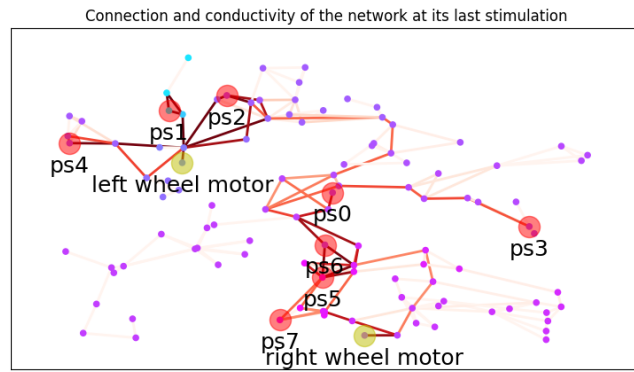 Connection and conductivity of the network at its last stimulation
ps2
ps1
ps4
left wheel motor
ps0
ps3
ps6
ps5
ps7
right wheel motor